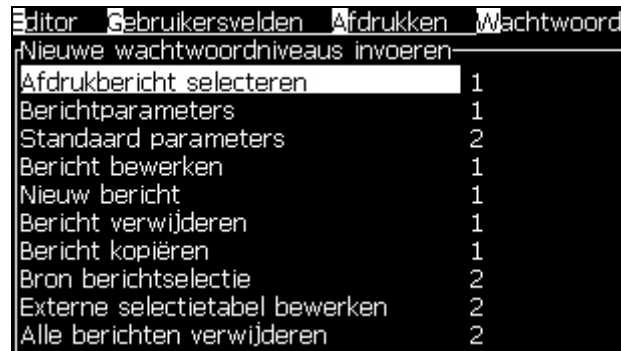 Editor Gebruikersvelden Afdrukken Wachtwoord
Nieuwe wachtwoordniveaus invoeren
Afdrukbericht selecteren 1
Berichtparameters 1
Standaard parameters 2
Bericht bewerken 1
Nieuw bericht 1
Bericht verwijderen 1
Bericht kopiëren 1
Bron berichtselectie 2
Externe selectietabel bewerken 2
Alle berichten verwijderen 2